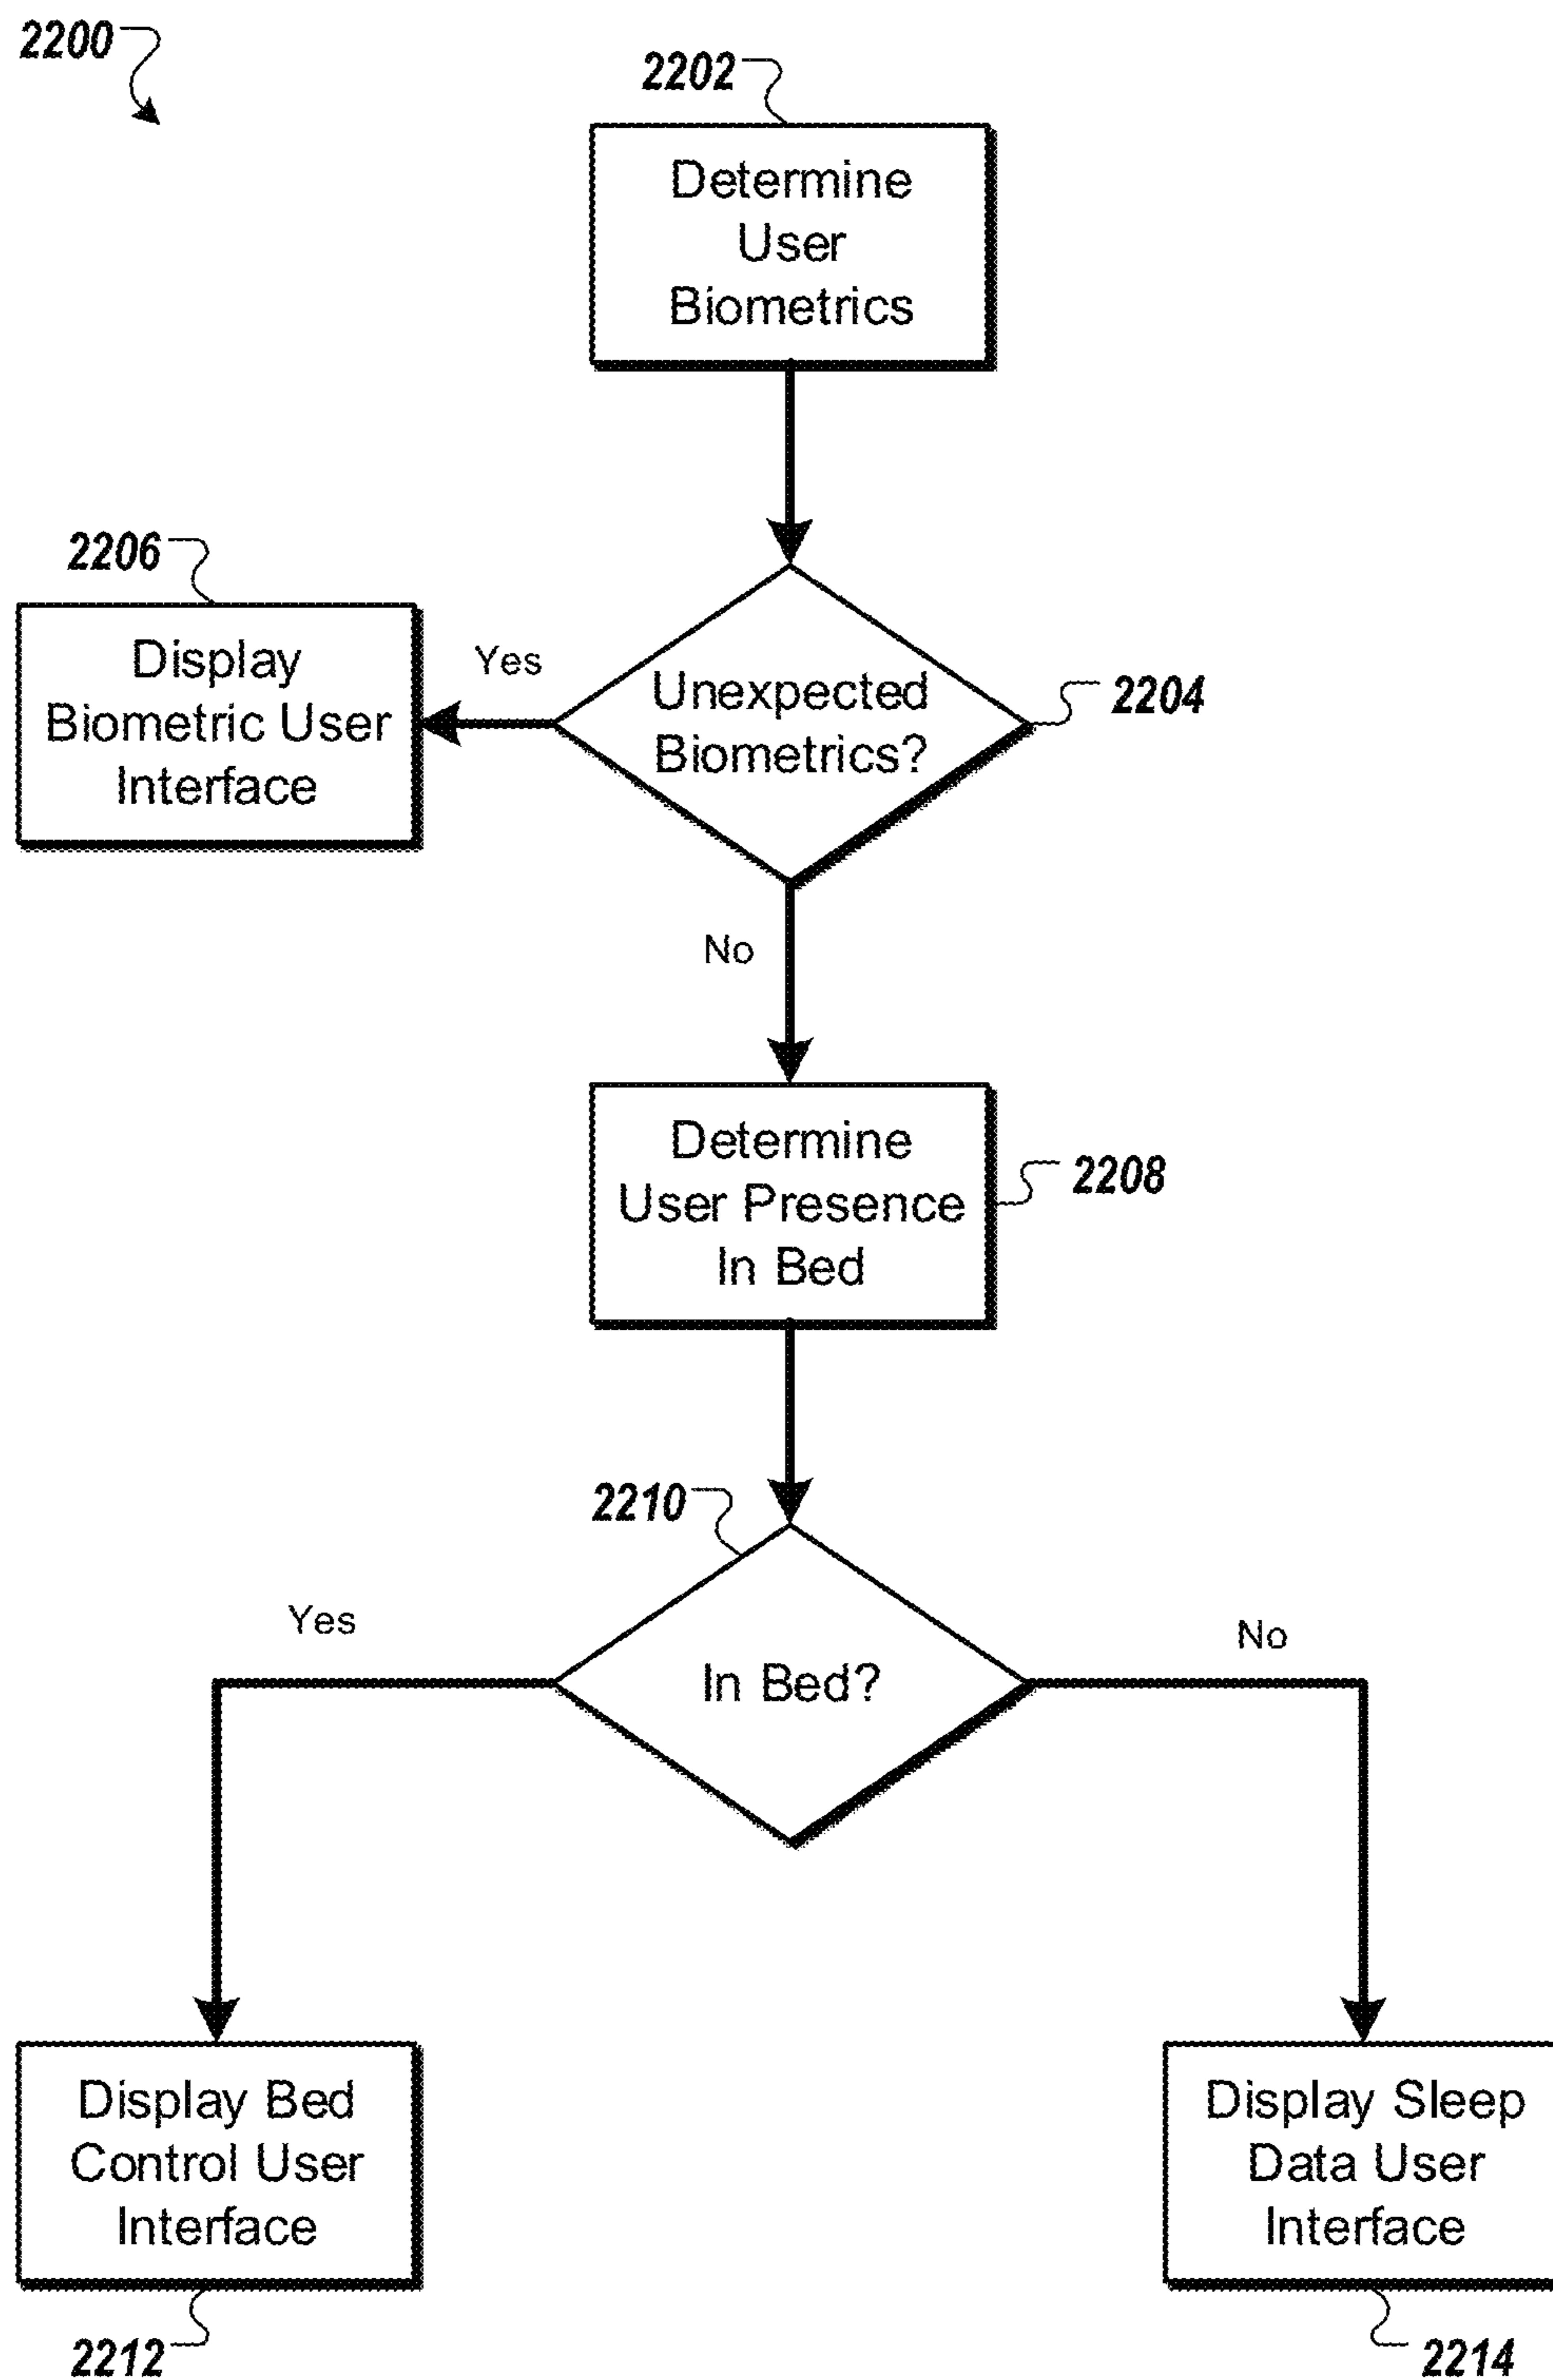 2200
2202
Determine
User
Biometrics
2206
Display
Biometric User
Interface
Yes
Unexpected
Biometrics?
2204
No
Determine
User Presence
In Bed
2208
2210
Yes
In Bed?
No
Display Bed
Control User
Interface
2212
Display Sleep
Data User
Interface
2214